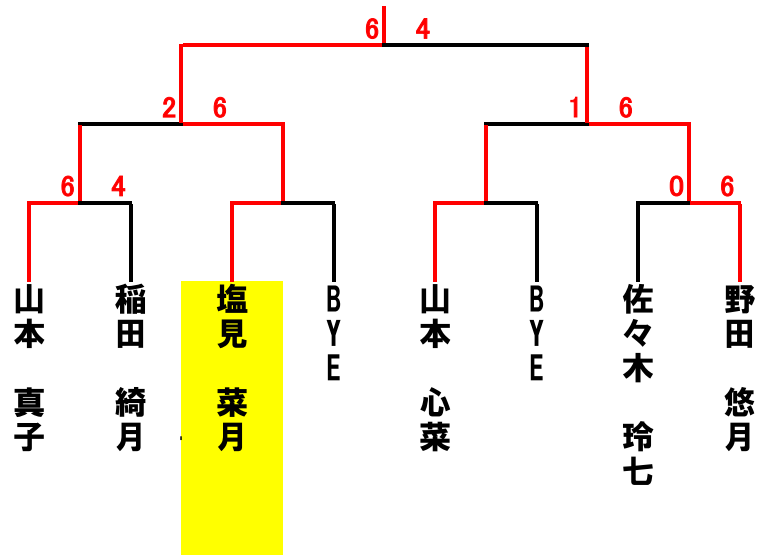 6 4
2 6 1 6
6 4 0 6
山本 真子
稲田 綺月
塩見 菜月
BYE
山本 心菜
BYE
佐々木 玲七
野田 悠月